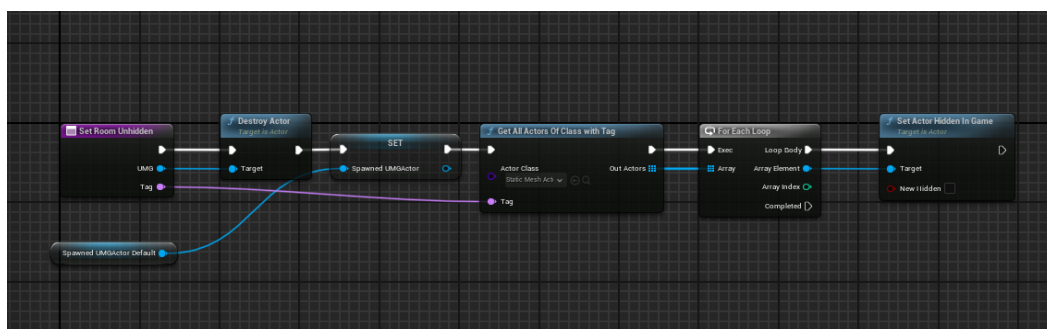 Set Room Unhidden
UMG
Tag
Spawned UMGActor Default
Destroy Actor
Target is Actor
Target
SET
Spawned UMGActor
Get All Actors Of Class with Tag
Actor Class
Static Mesh Act
Tag
Out Actors
For Each Loop
Exec
Array
Loop Body
Array Element
Array Index
Completed
Set Actor Hidden In Game
Target is Actor
Target
New Hidden